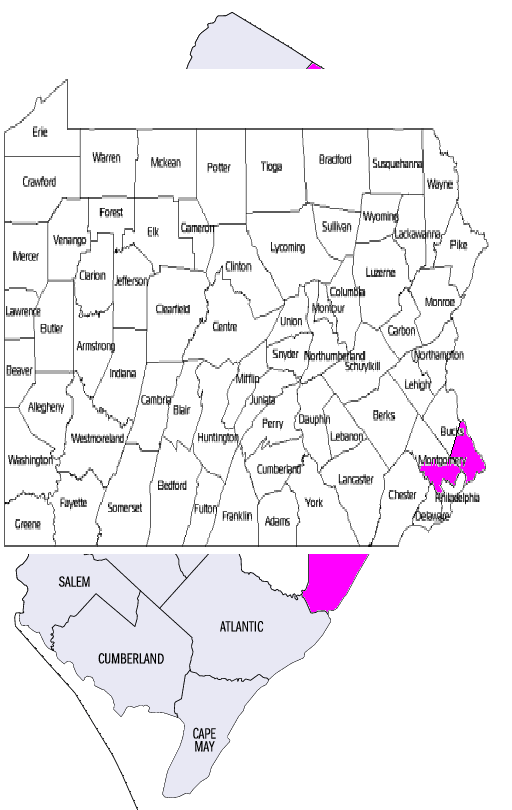 Erie
Warren
Mckean
Potter
Tioga
Bradford
Susquehanna
Crawford
Wayne
Forest
Wyoming
Lackawanna
Venango
Elk
Cameron
Sullivan
Pike
Mercer
Lycoming
Clarion
Jefferson
Clinton
Luzerne
Columbia
Monroe
Lawrence
Butler
Clearfield
Montour
Centre
Union
Carbon
Armstrong
Snyder
Northumberland
Northampton
Schuylkill
Beaver
Indiana
Mifflin
Lehigh
Allegheny
Cambria
Blair
Juniata
Perry
Dauphin
Berks
Bucks
Westmoreland
Huntington
Lebanon
Washington
Cumberland
Montgomery
Bedford
Lancaster
Fayette
Somerset
Fulton
Franklin
York
Chester
Philadelphia
Greene
Adams
Delaware
SALEM
ATLANTIC
CUMBERLAND
CAPE
MAY